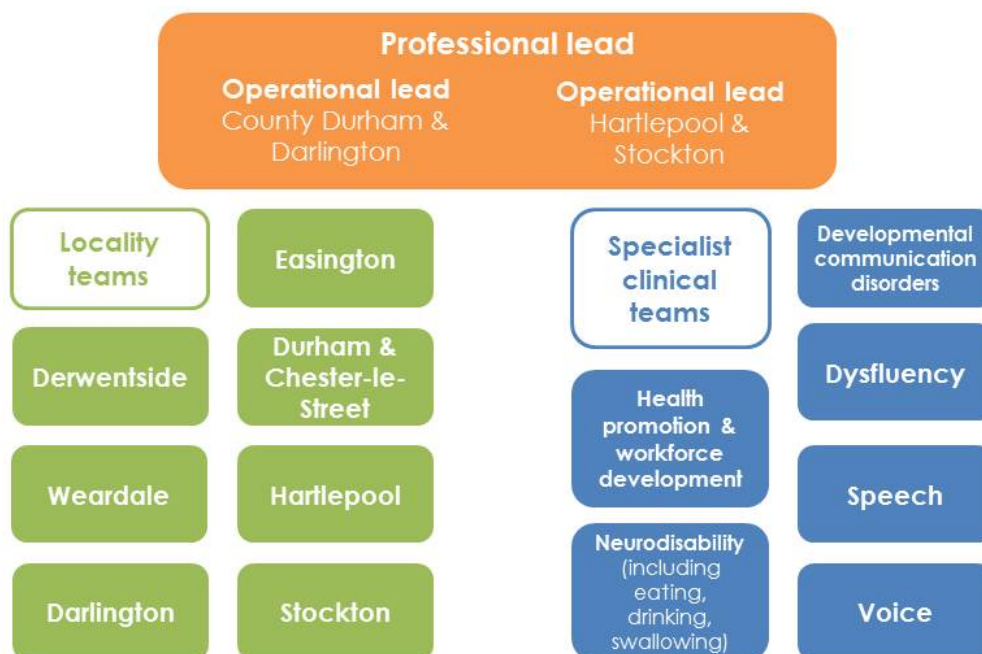 Professional lead
Operational lead
County Durham &
Darlington
Operational lead
Hartlepool &
Stockton
Locality
teams
Easington
Derwentside
Durham &
Chester-le-
Street
Weardale
Hartlepool
Darlington
Stockton
Specialist
clinical
teams
Developmental
communication
disorders
Health
promotion &
workforce
development
Dysfluency
Speech
Neurodisability
(including
eating,
drinking,
swallowing)
Voice